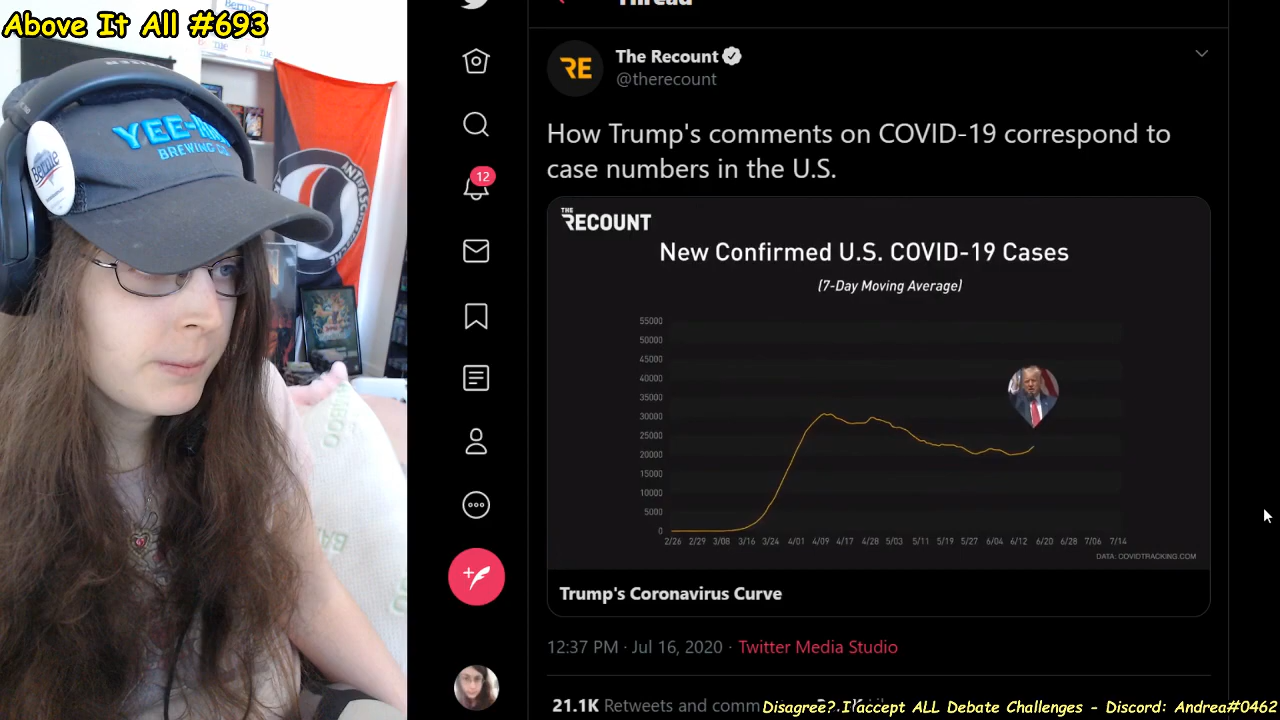 Above It All #693
Thread
RE
The Recount
@therecount
How Trump's comments on COVID-19 correspond to
case numbers in the U.S.
THE
RECOUNT
New Confirmed U.S. COVID-19 Cases
(7-Day Moving Average)
55000
50000
45000
40000
35000
30000
25000
20000
15000
10000
5000
0
2/26 2/29 3/08 3/16 3/24 4/01 4/09 4/17 4/28 5/03 5/11 5/19 5/27 6/04 6/12 6/20 6/28 7/06 7/14
DATA: COVIDTRACKING.COM
Trump's Coronavirus Curve
12:37 PM · Jul 16, 2020 · Twitter Media Studio
21.1K Retweets and comm
Disagree? I accept ALL Debate Challenges - Discord: Andrea#0462
12
BREWING CO
Bernie